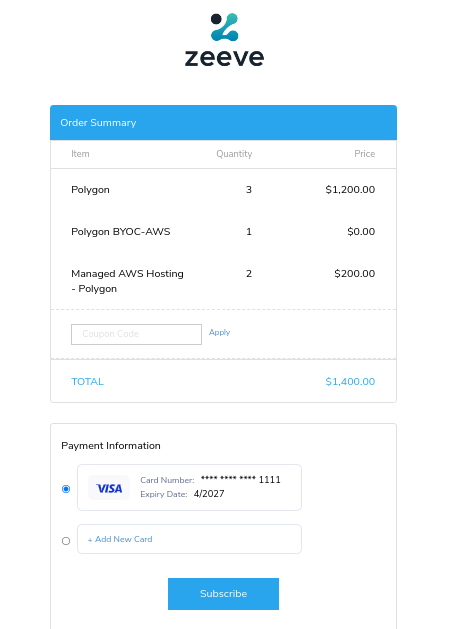 zeeve
Order Summary
Item Quantity Price
Polygon 3 $1,200.00
Polygon BYOC-AWS 1 $0.00
Managed AWS Hosting 2 $200.00
- Polygon
Coupon Code Apply
TOTAL $1,400.00
Payment Information
VISA Card Number: **** **** **** 1111
Expiry Date: 4/2027
+ Add New Card
Subscribe